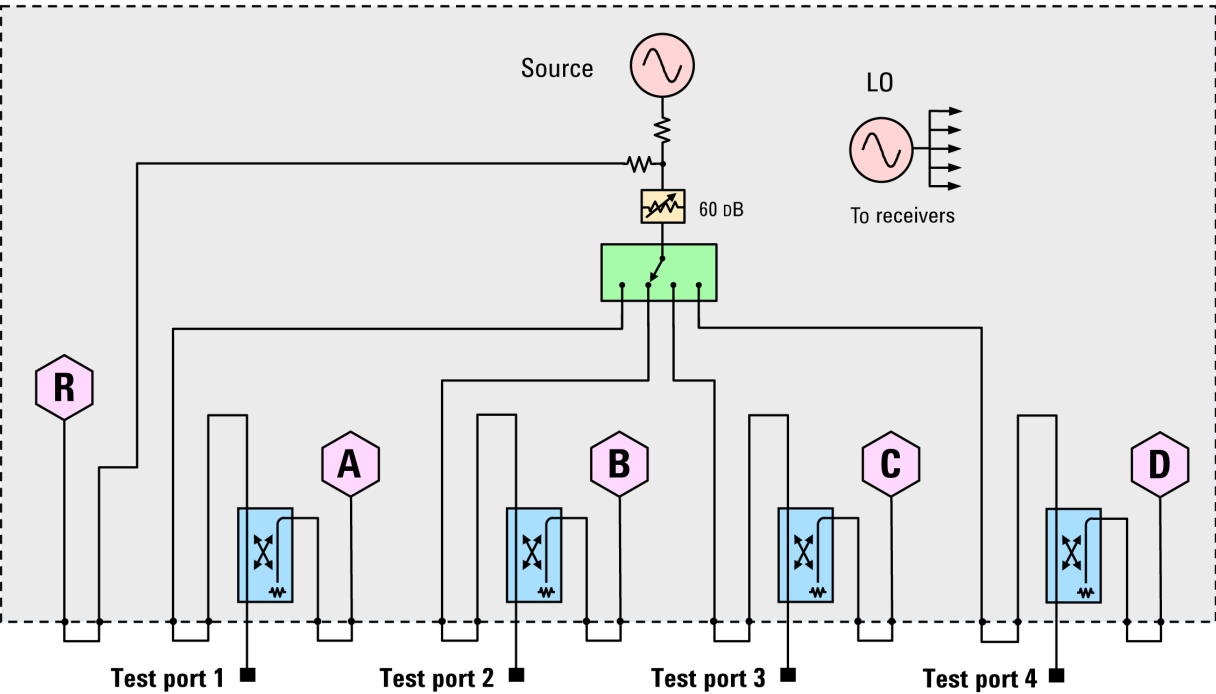 Source
LO
60 DB
To receivers
R
A
B
C
D
Test port 1
Test port 2
Test port 3
Test port 4